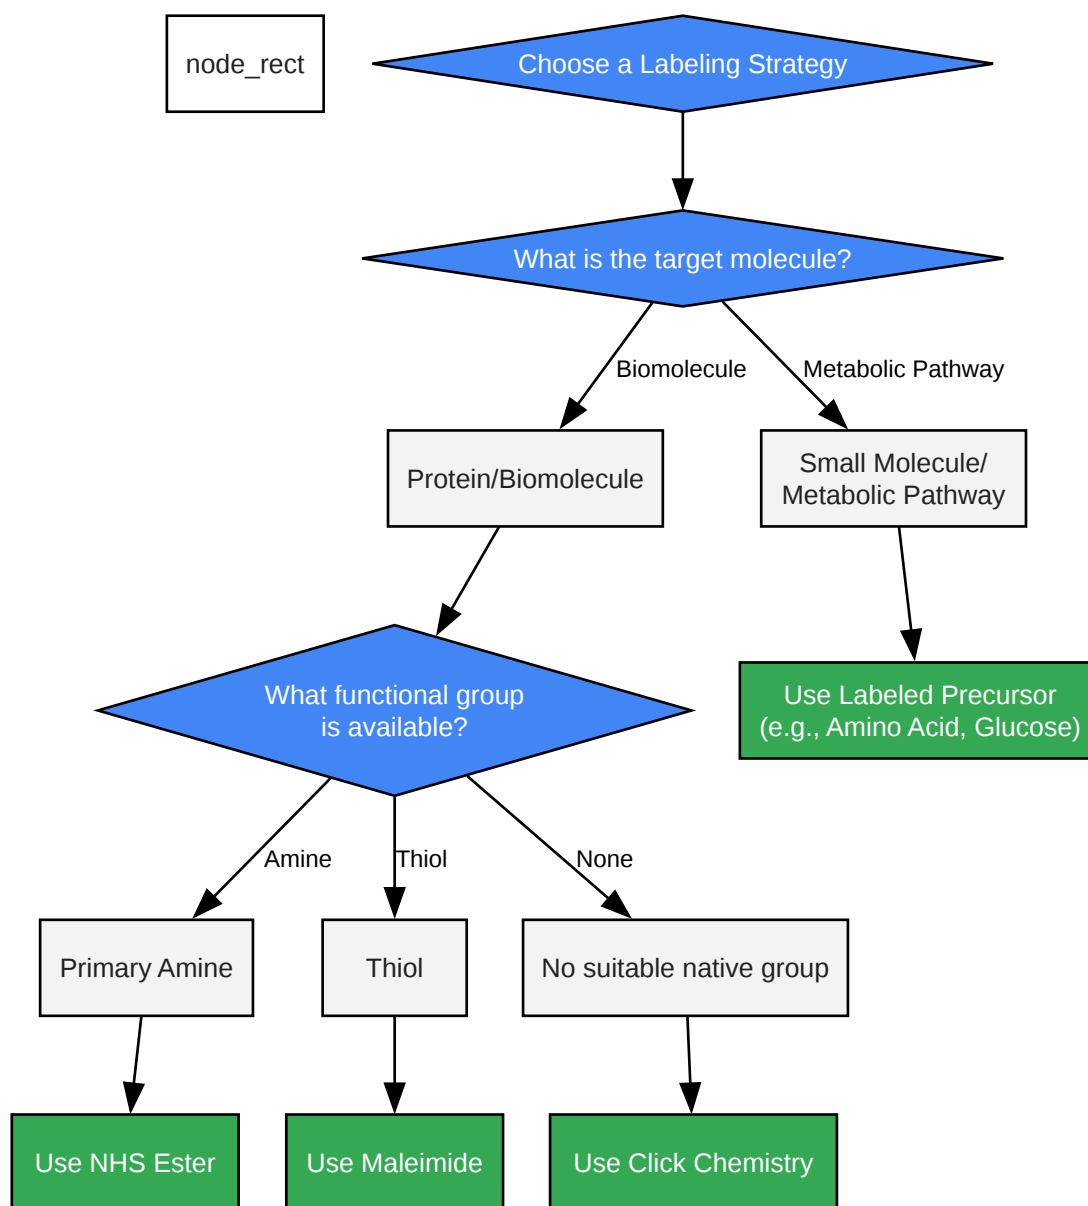 node_rect
Choose a Labeling Strategy
What is the target molecule?
Biomolecule
Metabolic Pathway
Protein/Biomolecule
Small Molecule/
Metabolic Pathway
What functional group
is available?
Use Labeled Precursor
(e.g., Amino Acid, Glucose)
Amine
Thiol
None
Primary Amine
Thiol
No suitable native group
Use NHS Ester
Use Maleimide
Use Click Chemistry